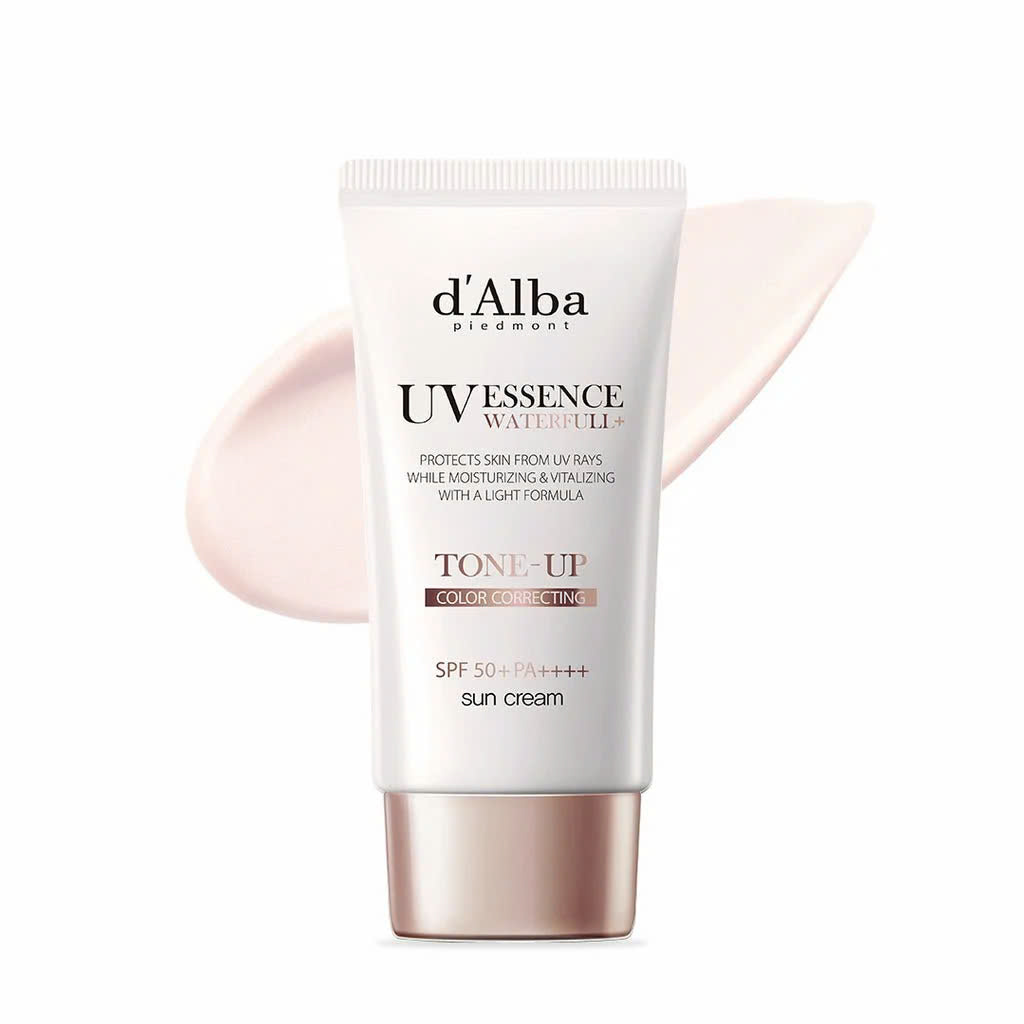 d'Alba
piedmont
UV ESSENCE
WATERFULL+
PROTECTS SKIN FROM UV RAYS
WHILE MOISTURIZING & VITALIZING
WITH A LIGHT FORMULA
TONE-UP
COLOR CORRECTING
SPF 50+ PA++++
sun cream